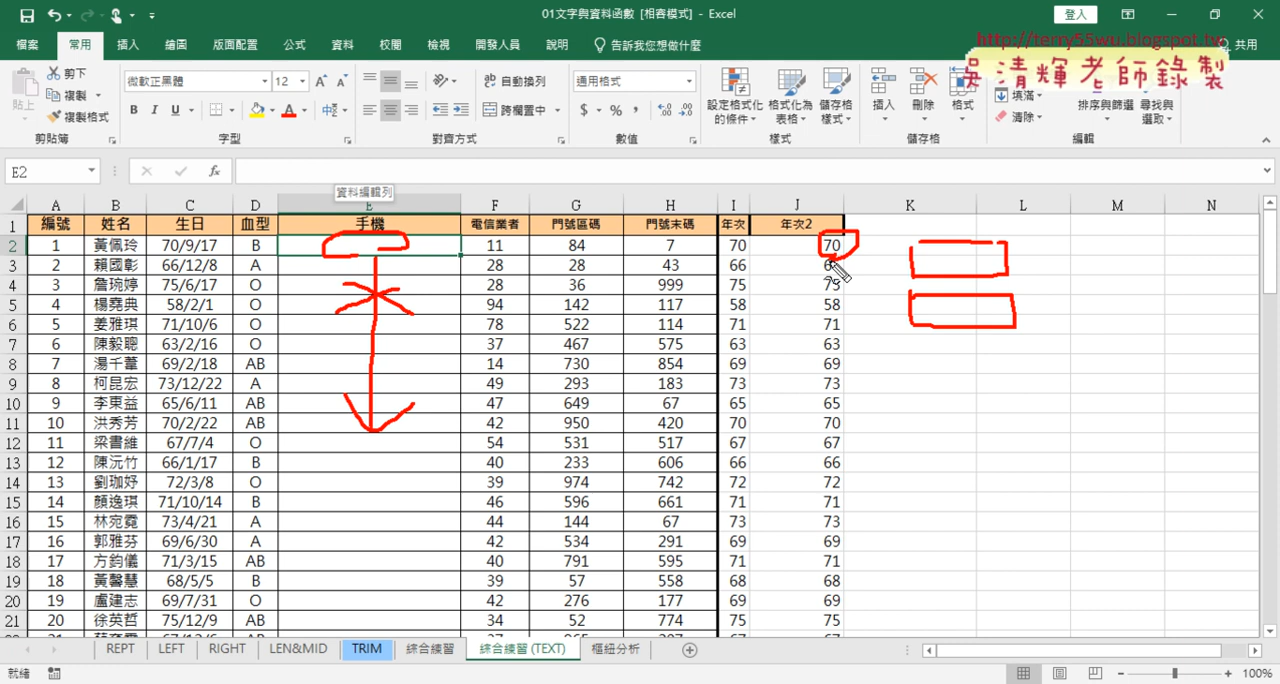 01文字與資料函數 [相容模式] - Excel
登入
http://terry55wu.blogspot.tw
吳清輝老師錄製
檔案 常用 插入 繪圖 版面配置 公式 資料 校閱 檢視 開發人員 說明 告訴我您想做什麼 共用
貼上 剪下 複製 複製格式 剪貼簿
微軟正黑體 12 B I U 字型
自動換列 跨欄置中 對齊方式
通用格式 $ % , 數值
設定格式化的條件 格式化為表格 儲存格樣式 樣式
插入 刪除 格式 儲存格
填滿 清除 排序與篩選 尋找與選取 編輯
E2 fx
資料編輯列
A B C D E F G H I J K L M N
1 編號 姓名 生日 血型 手機 電信業者 門號區碼 門號末碼 年次 年次2
2 1 黃佩玲 70/9/17 B 11 84 7 70 70
3 2 賴國彰 66/12/8 A 28 28 43 66
4 3 詹琬婷 75/6/17 O 28 36 999 75 75
5 4 楊堯典 58/2/1 O 94 142 117 58 58
6 5 姜雅琪 71/10/6 O 78 522 114 71 71
7 6 陳毅聰 63/2/16 O 37 467 575 63 63
8 7 湯千葦 69/2/18 AB 14 730 854 69 69
9 8 柯昆宏 73/12/22 A 49 293 183 73 73
10 9 李東益 65/6/11 AB 47 649 67 65 65
11 10 洪秀芳 70/2/22 AB 42 950 420 70 70
12 11 梁書維 67/7/4 O 54 531 517 67 67
13 12 陳沅竹 66/1/17 B 40 233 606 66 66
14 13 劉珈妤 72/3/8 O 39 974 742 72 72
15 14 顏逸琪 71/10/14 B 46 596 661 71 71
16 15 林宛霓 73/4/21 A 44 144 67 73 73
17 16 郭雅芬 69/6/30 A 42 534 291 69 69
18 17 方鈞儀 71/3/15 AB 40 791 595 71 71
19 18 黃馨慧 68/5/5 B 39 57 558 68 68
20 19 盧建志 69/7/31 O 42 276 177 69 69
21 20 徐英哲 75/12/9 AB 34 52 774 75 75
REPT LEFT RIGHT LEN&MID TRIM 綜合練習 綜合練習 (TEXT) 樞紐分析
就緒 100%